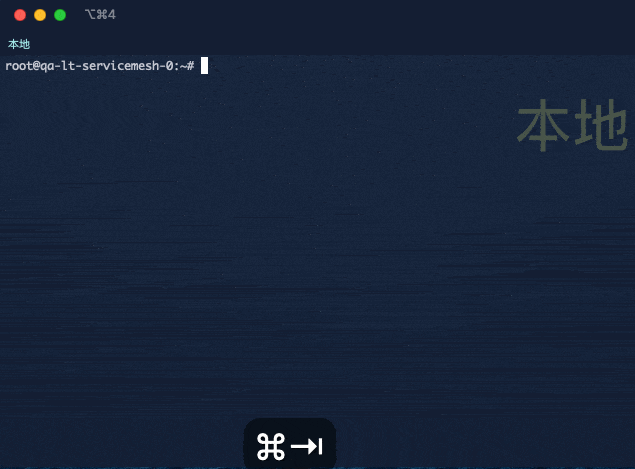 ⌥⌘4
本地
root@qa-lt-servicemesh-0:~#
本地
⌘⇥